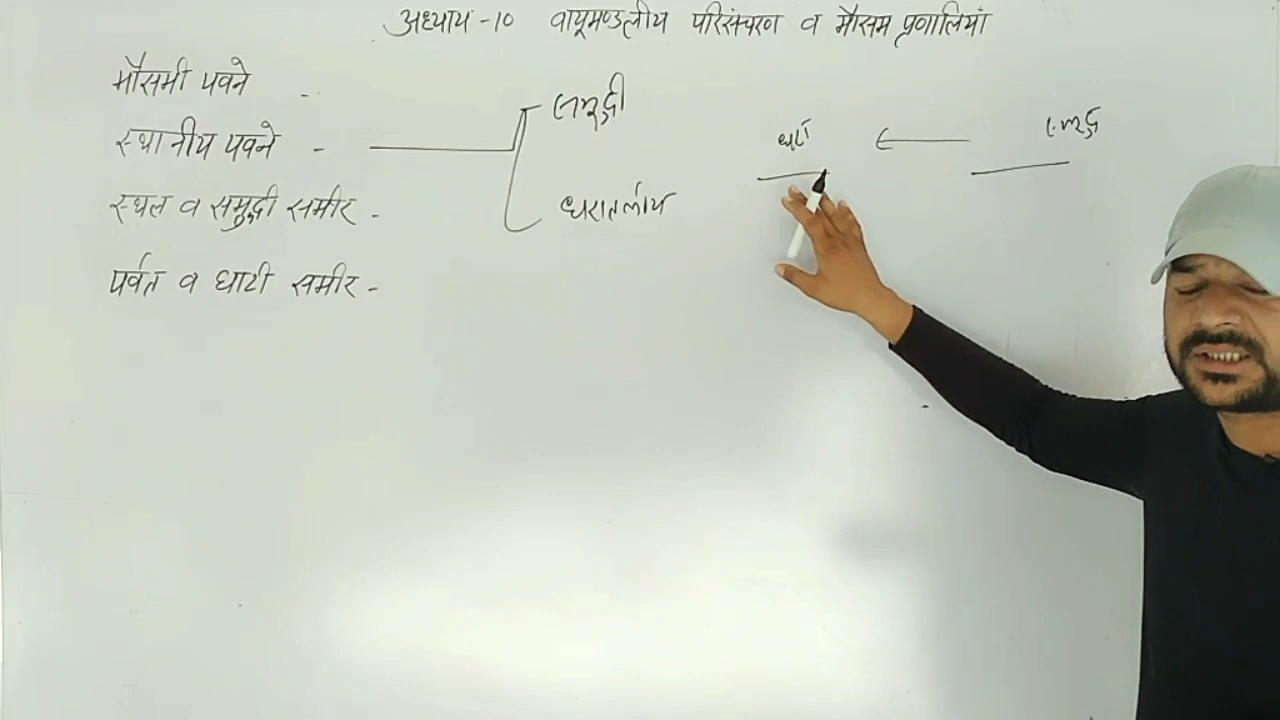 अध्याय -१० वायूमण्डलीय परिसंचरण व मौसम प्रणालियां
मौसमी पवने -
स्थानीय पवने -
स्थल व समुद्री समीर -
पर्वत व घाटी समीर -
समुद्री
धरातलीय
समुद्र